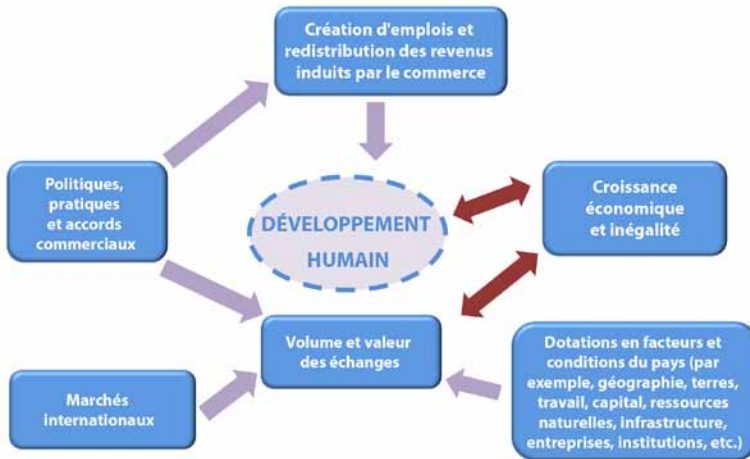 Création d'emplois et
redistribution des revenus
induits par le commerce
Politiques,
pratiques
et accords
commerciaux
DÉVELOPPEMENT
HUMAIN
Croissance
économique
et inégalité
Volume et valeur
des échanges
Marchés
internationaux
Dotations en facteurs et
conditions du pays (par
exemple, géographie, terres,
travail, capital, ressources
naturelles, infrastructure,
entreprises, institutions, etc.)